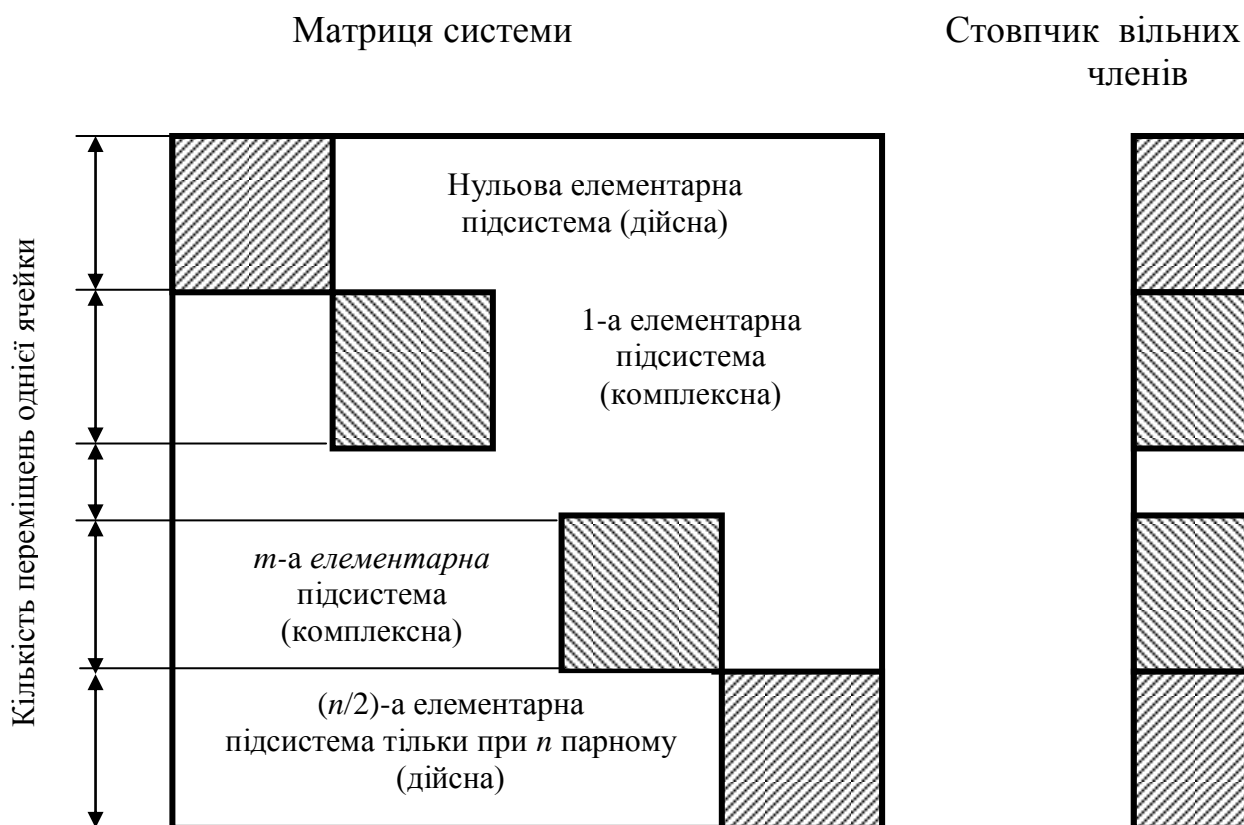 Матриця системи
Стовпчик вільних
членів
Кількість переміщень однієї ячейки
Нульова елементарна
підсистема (дійсна)
1-а елементарна
підсистема
(комплексна)
m-а елементарна
підсистема
(комплексна)
(n/2)-а елементарна
підсистема тільки при n парному
(дійсна)